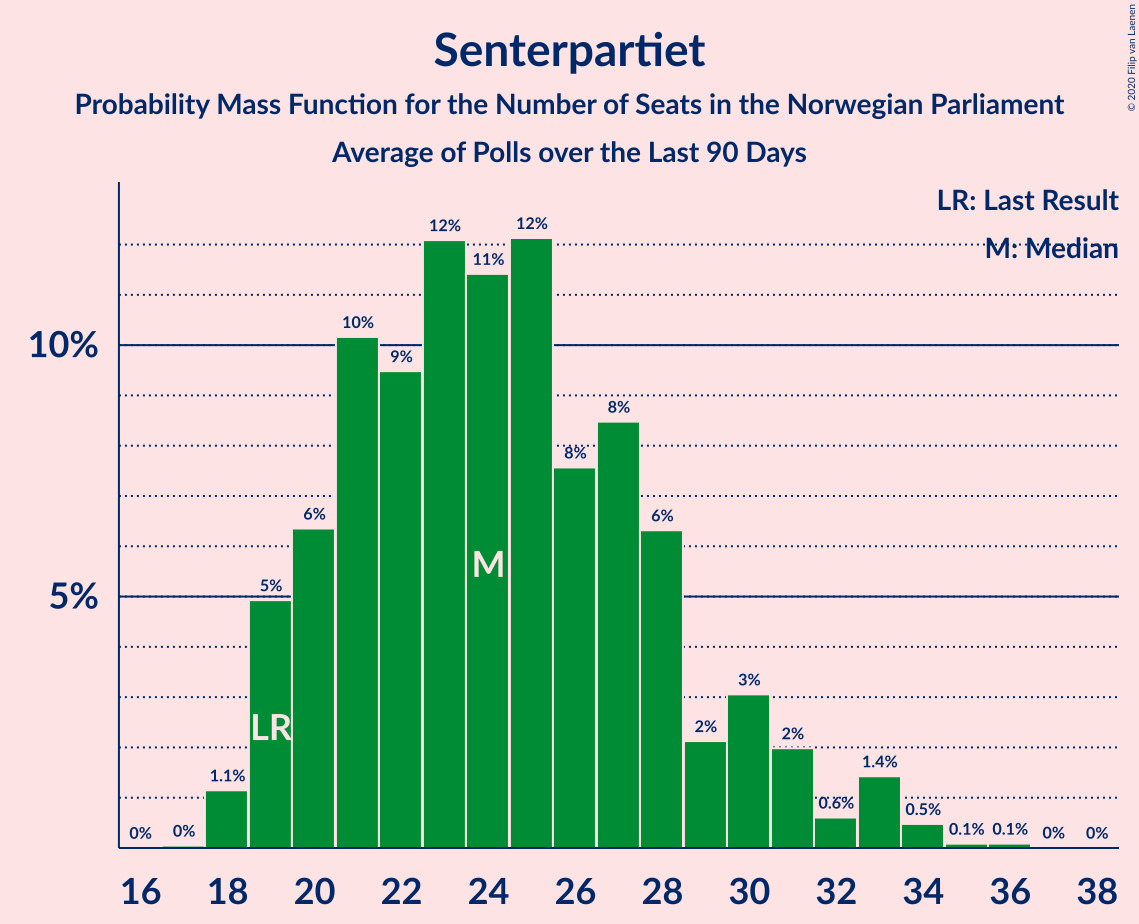 Senterpartiet
Probability Mass Function for the Number of Seats in the Norwegian Parliament
Average of Polls over the Last 90 Days
© 2020 Filip van Laenen
LR: Last Result
M: Median
10%
5%
0%
0%
1.1%
5%
6%
10%
9%
12%
11%
12%
8%
8%
6%
2%
3%
2%
0.6%
1.4%
0.5%
0.1%
0.1%
0%
0%
LR
M
16 18 20 22 24 26 28 30 32 34 36 38